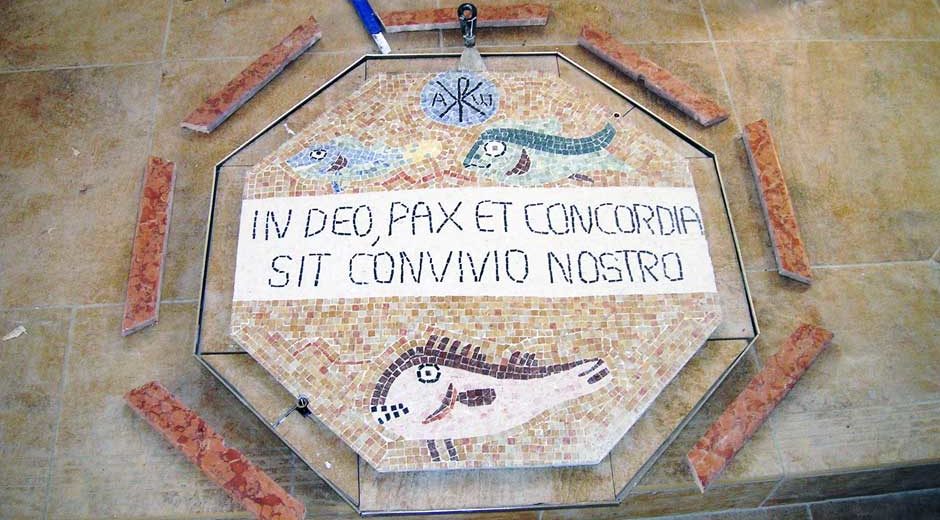 A ☧ ω
IN DEO, PAX ET CONCORDIA
SIT CONVIVIO NOSTRO